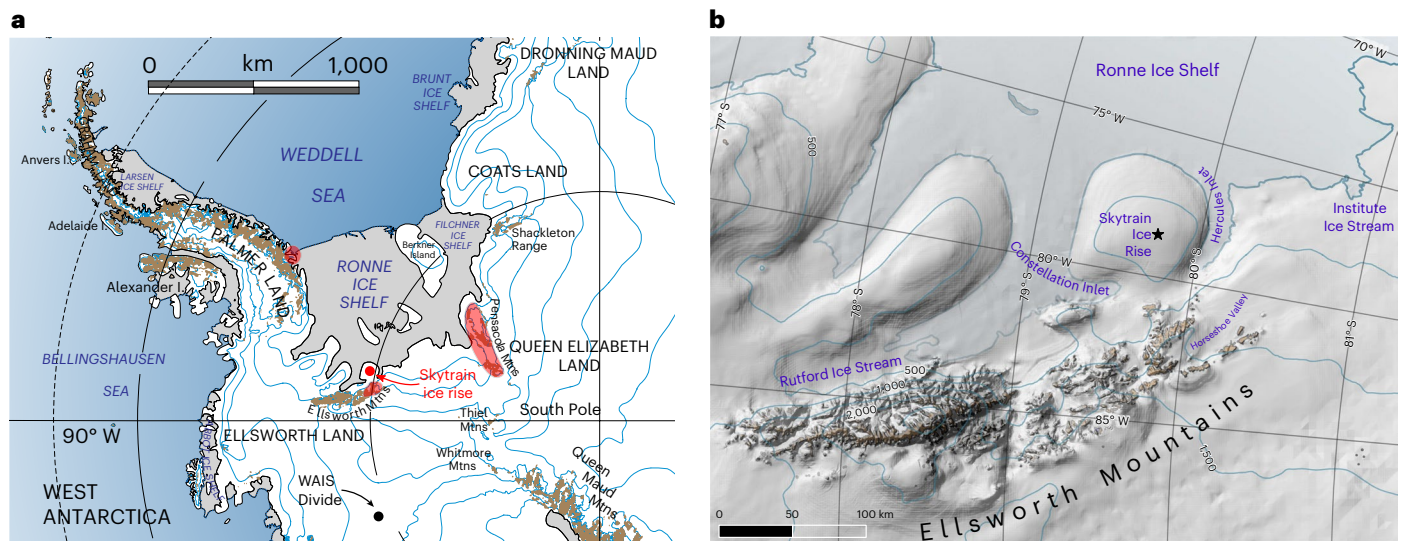 a
0
km
1,000
DRONNING MAUD
LAND
BRUNT
ICE
SHELF
WEDDELL
SEA
COATS LAND
Anvers I.
LARSEN
ICE SHELF
Adelaide I.
PALMER LAND
FILCHNER
ICE
SHELF
Shackleton
Range
Berkner
Island
RONNE
ICE
SHELF
Alexander I.
Pensacola Mtns
QUEEN ELIZABETH
LAND
BELLINGSHAUSEN
SEA
Skytrain
ice rise
Ellsworth Mtns
South Pole
Thiel
Mtns
90° W
ELLSWORTH LAND
Whitmore
Mtns
Queen
Maud
Mtns
WAIS
Divide
WEST
ANTARCTICA
b
70° W
Ronne Ice Shelf
77° S
75° W
500
Hercules Inlet
Institute
Ice Stream
Skytrain
Ice
Rise
80° W
80° S
Constellation Inlet
79° S
78° S
Horseshoe Valley
81° S
Rutford Ice Stream
500
1,000
2,000
85° W
1,500
Ellsworth Mountains
0
50
100 km